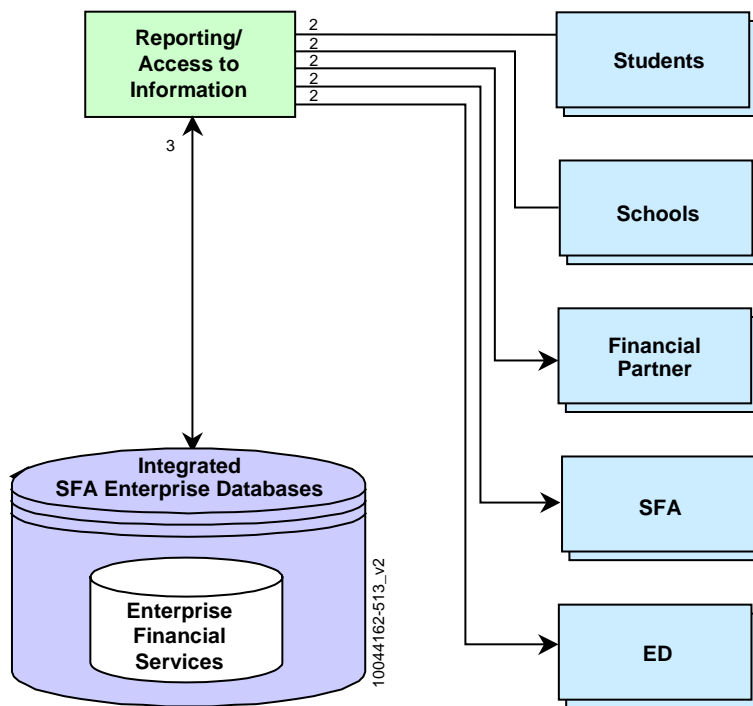 Reporting/
Access to
Information
2
2
2
2
2
3
Students
Schools
Financial
Partner
SFA
ED
Integrated
SFA Enterprise Databases
Enterprise
Financial
Services
10044162-513_v2